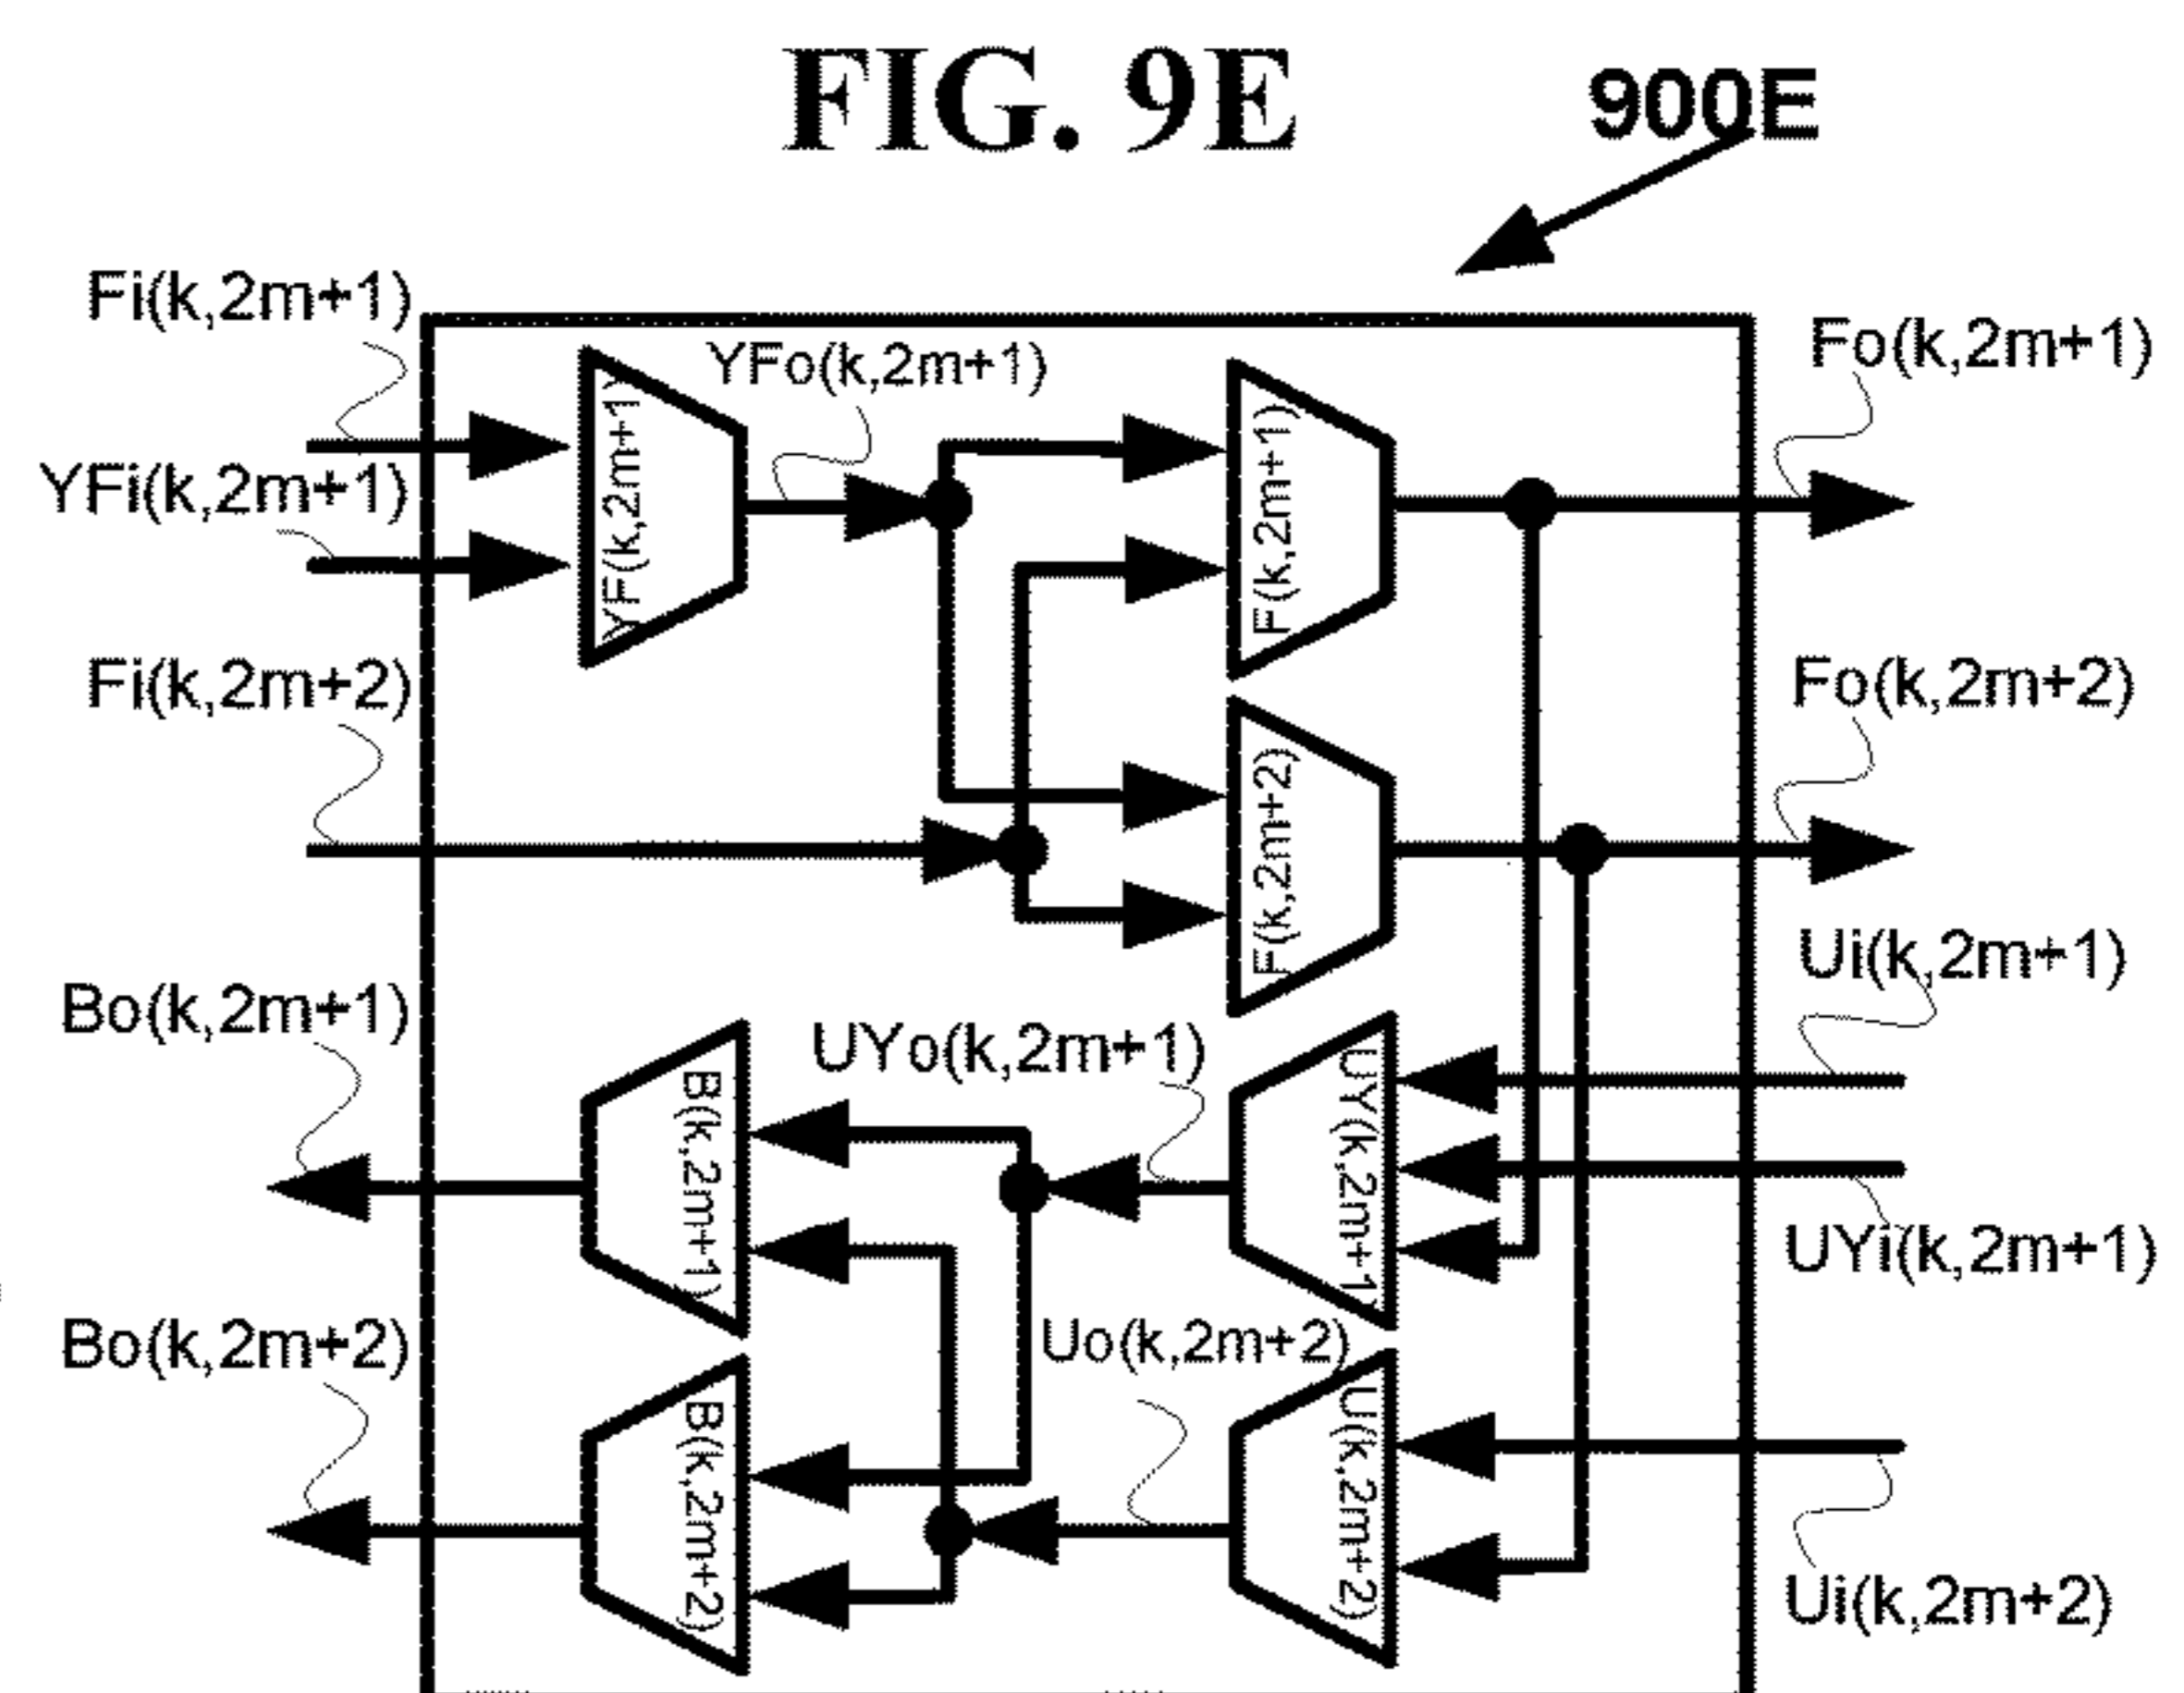 FIG. 9E
900E
Fi(k,2m+1)
YFo(k,2m+1)
Fo(k,2m+1)
YFi(k,2m+1)
YF(k,2m+1)
F(k,2m+1)
Fi(k,2m+2)
Fo(k,2m+2)
F(k,2m+2)
Ui(k,2m+1)
Bo(k,2m+1)
UYo(k,2m+1)
B(k,2m+1)
UY(k,2m+1)
UYi(k,2m+1)
Bo(k,2m+2)
Uo(k,2m+2)
B(k,2m+2)
U(k,2m+2)
Ui(k,2m+2)